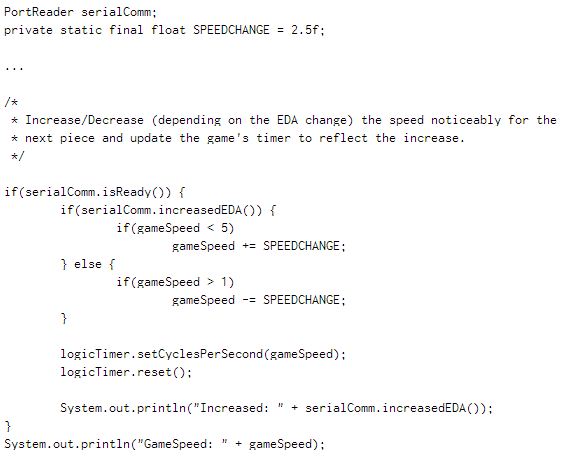 PortReader serialComm;
private static final float SPEEDCHANGE = 2.5f;
...
/*
* Increase/Decrease (depending on the EDA change) the speed noticeably for the
* next piece and update the game's timer to reflect the increase.
*/
if(serialComm.isReady()) {
if(serialComm.increasedEDA()) {
if(gameSpeed < 5)
gameSpeed += SPEEDCHANGE;
} else {
if(gameSpeed > 1)
gameSpeed -= SPEEDCHANGE;
}
logicTimer.setCyclesPerSecond(gameSpeed);
logicTimer.reset();
System.out.println("Increased: " + serialComm.increasedEDA());
}
System.out.println("GameSpeed: " + gameSpeed);